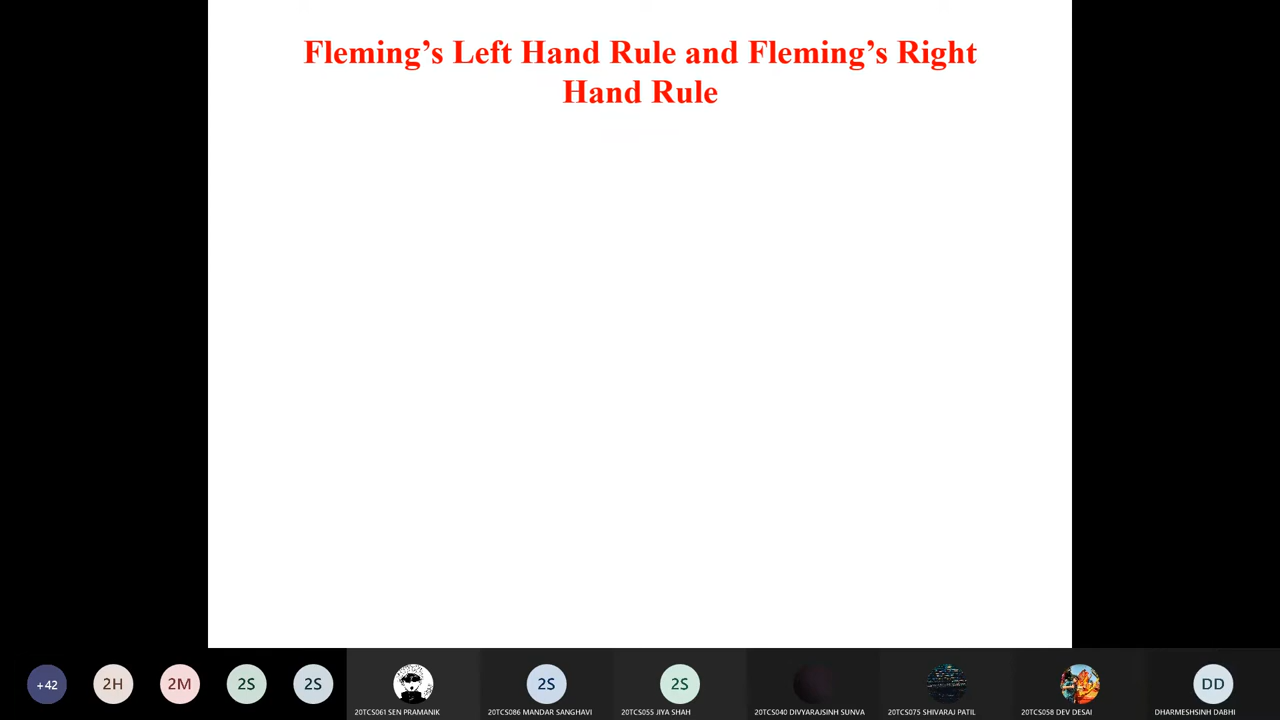 Fleming’s Left Hand Rule and Fleming’s Right
Hand Rule
+42
2H
2M
2S
2S
2S
2S
DD
20TCS061 SEN PRAMANIK
20TCS086 MANDAR SANGHAVI
20TCS055 JIYA SHAH
20TCS040 DIVYARAJSINH SUNVA
20TCS075 SHIVARAJ PATIL
20TCS058 DEV DESAI
DHARMESHSINH DABHI